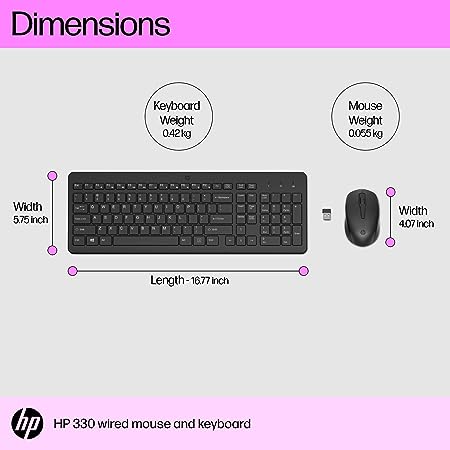 Dimensions
Keyboard
Weight
0.42 kg
Mouse
Weight
0.055 kg
Width
5.75 inch
Width
4.07 inch
Length - 16.77 inch
hp
HP 330 wired mouse and keyboard